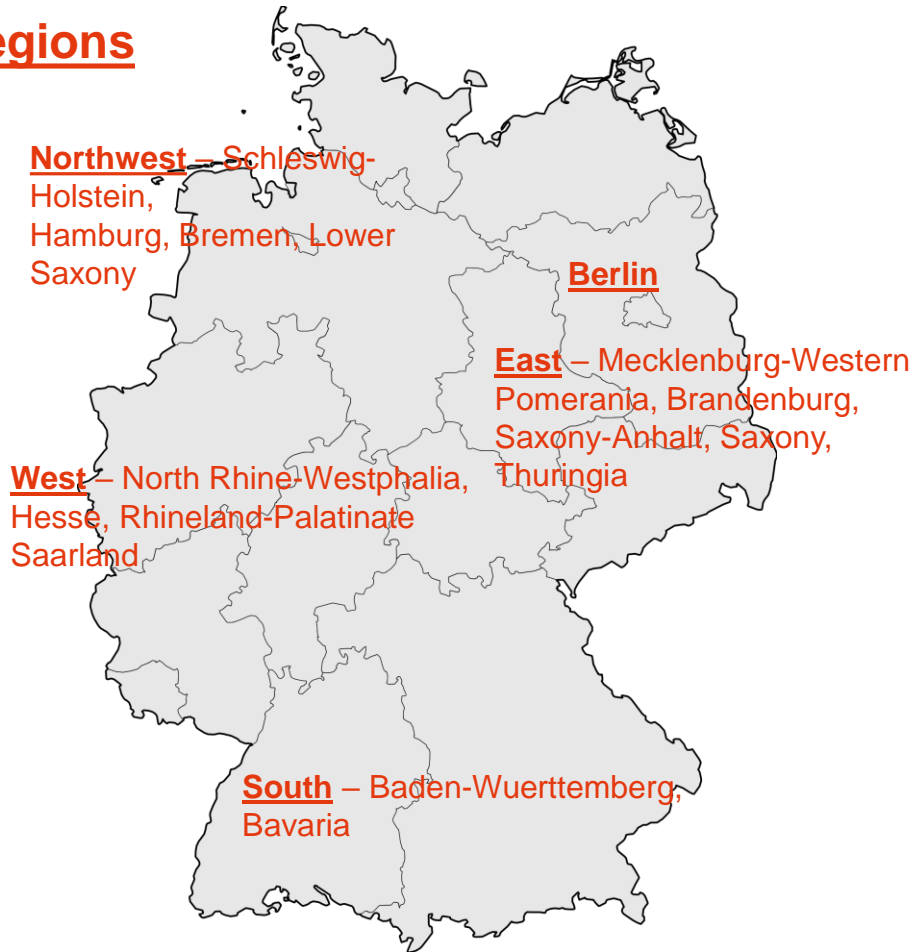 egions
Northwest – Schleswig-
Holstein,
Hamburg, Bremen, Lower
Saxony
Berlin
East – Mecklenburg-Western
Pomerania, Brandenburg,
Saxony-Anhalt, Saxony,
Thuringia
West – North Rhine-Westphalia,
Hesse, Rhineland-Palatinate
Saarland
South – Baden-Wuerttemberg,
Bavaria